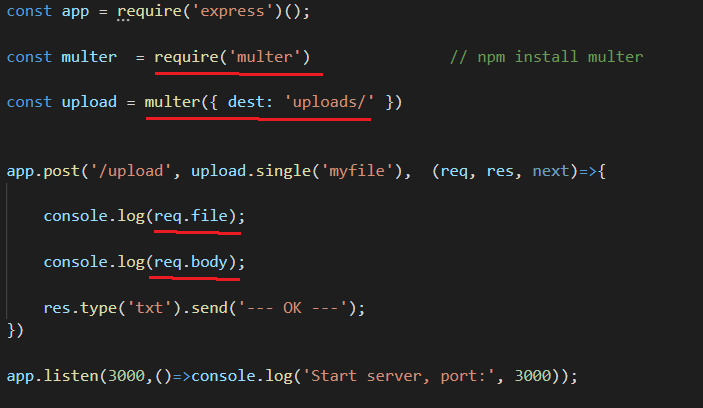 const app = require('express')();
const multer  = require('multer')               // npm install multer
const upload = multer({ dest: 'uploads/' })
app.post('/upload', upload.single('myfile'),  (req, res, next)=>{
    console.log(req.file);
    console.log(req.body);
    res.type('txt').send('--- OK ---');
})
app.listen(3000,()=>console.log('Start server, port:', 3000));